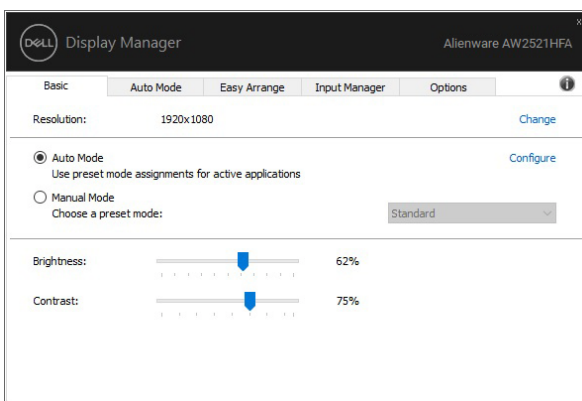 DELL Display Manager Alienware AW2521HFA
Basic Auto Mode Easy Arrange Input Manager Options
Resolution: 1920x1080 Change
Auto Mode Configure
Use preset mode assignments for active applications
Manual Mode
Choose a preset mode: Standard
Brightness: 62%
Contrast: 75%